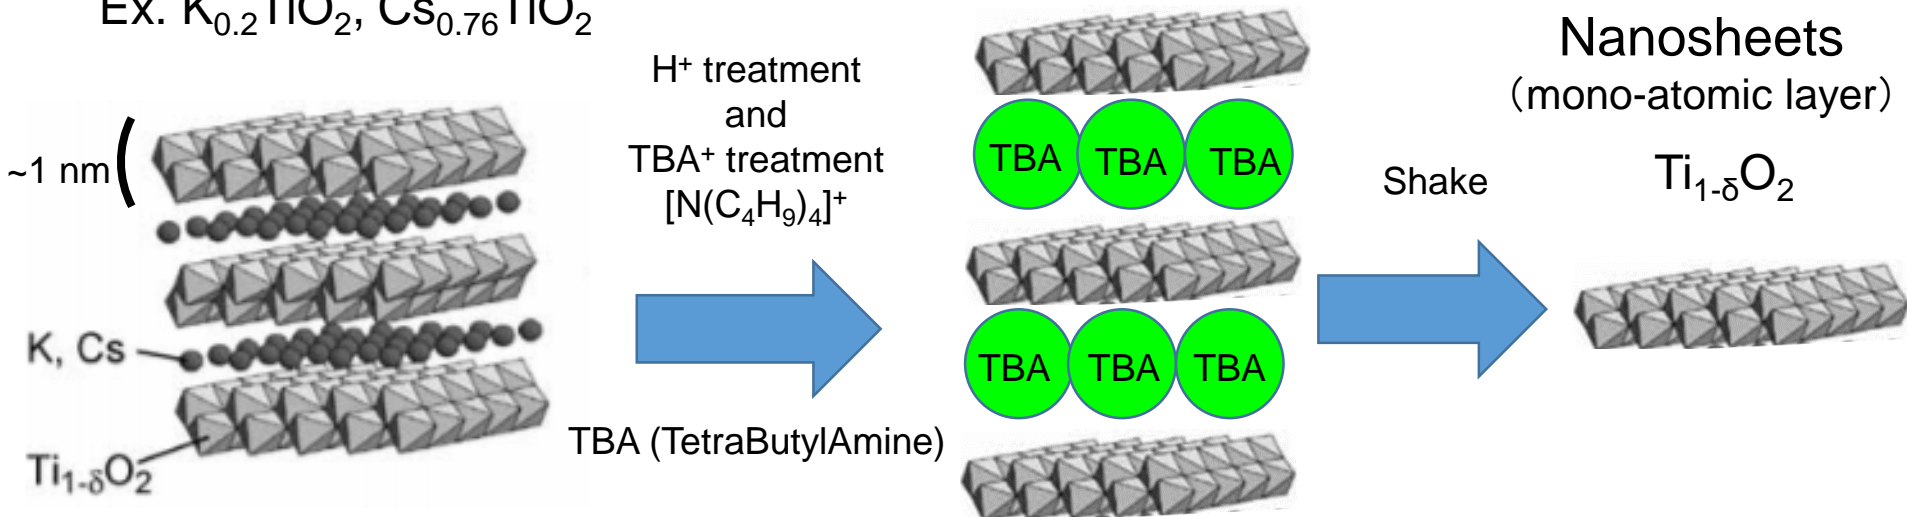 Ex. K₀.₂TiO₂, Cs₀.₇₆TiO₂
~1 nm
K, Cs
Ti₁₋δO₂
H⁺ treatment
and
TBA⁺ treatment
[N(C₄H₉)₄]⁺
TBA (TetraButylAmine)
TBA TBA TBA
TBA TBA TBA
Shake
Nanosheets
（mono-atomic layer）
Ti₁₋δO₂